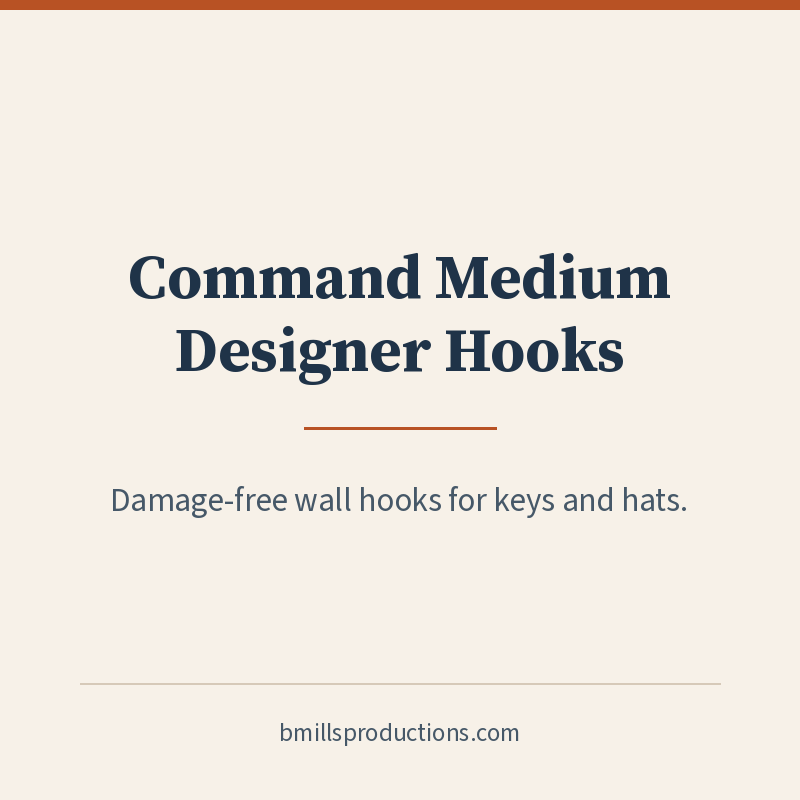 Command Medium
Designer Hooks
Damage-free wall hooks for keys and hats.
bmillsproductions.com